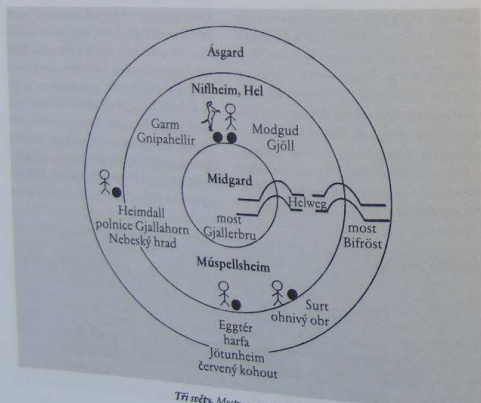 Ásgard
Niflheim, Hel
Garm
Gnipahellir
Modgud
Gjöll
Midgard
Helweg
most
Gjallerbru
most
Bifröst
Heimdall
polnice Gjallahorn
Nebeský hrad
Múspellsheim
Surt
ohnivý obr
Eggtér
harfa
Jötunheim
červený kohout
Tři světy.